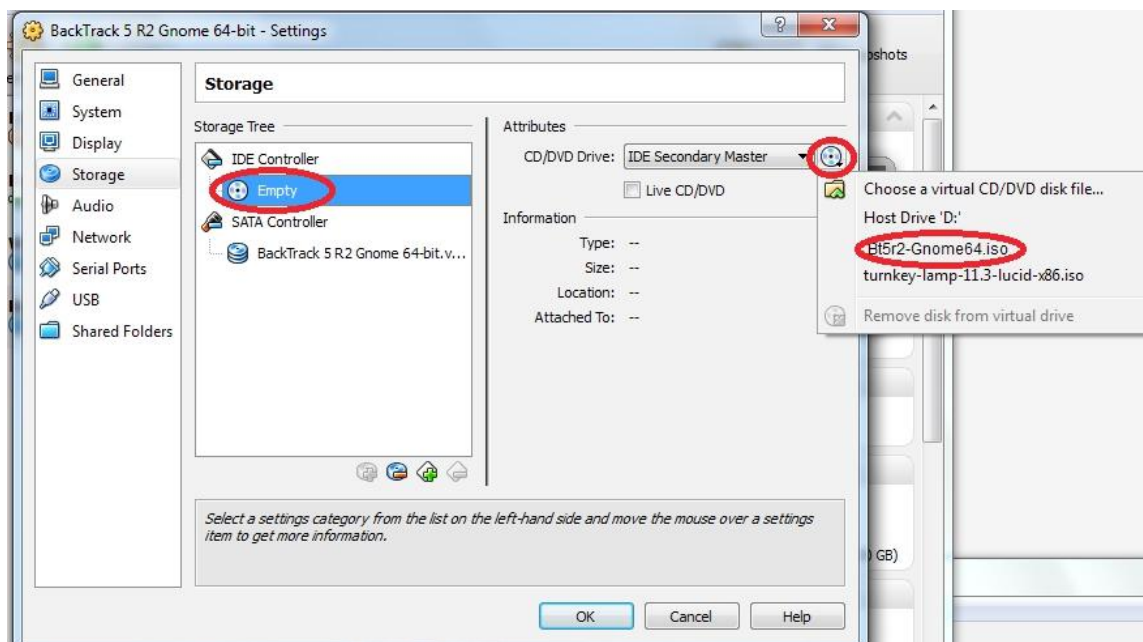 BackTrack 5 R2 Gnome 64-bit - Settings
General
System
Display
Storage
Audio
Network
Serial Ports
USB
Shared Folders
Storage
Storage Tree
IDE Controller
Empty
SATA Controller
BackTrack 5 R2 Gnome 64-bit.v...
Attributes
CD/DVD Drive: IDE Secondary Master
Live CD/DVD
Information
Type: --
Size: --
Location: --
Attached To: --
Choose a virtual CD/DVD disk file...
Host Drive 'D:'
Bt5r2-Gnome64.iso
turnkey-lamp-11.3-lucid-x86.iso
Remove disk from virtual drive
Select a settings category from the list on the left-hand side and move the mouse over a settings
item to get more information.
OK
Cancel
Help
GB)